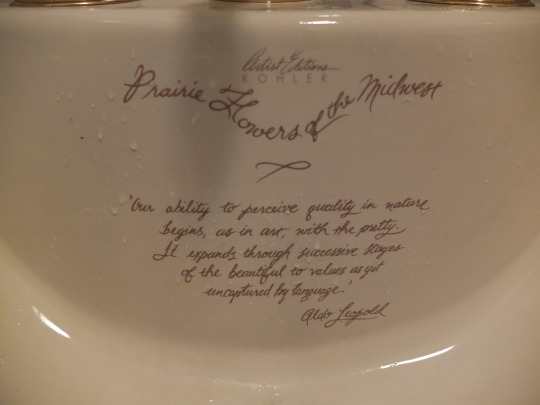 Artist Editions
KOHLER
Prairie Flowers of the Midwest
'Our ability to perceive quality in nature
begins, as in art, with the pretty.
It expands through successive stages
of the beautiful to values as yet
uncaptured by language.'
Aldo Leopold